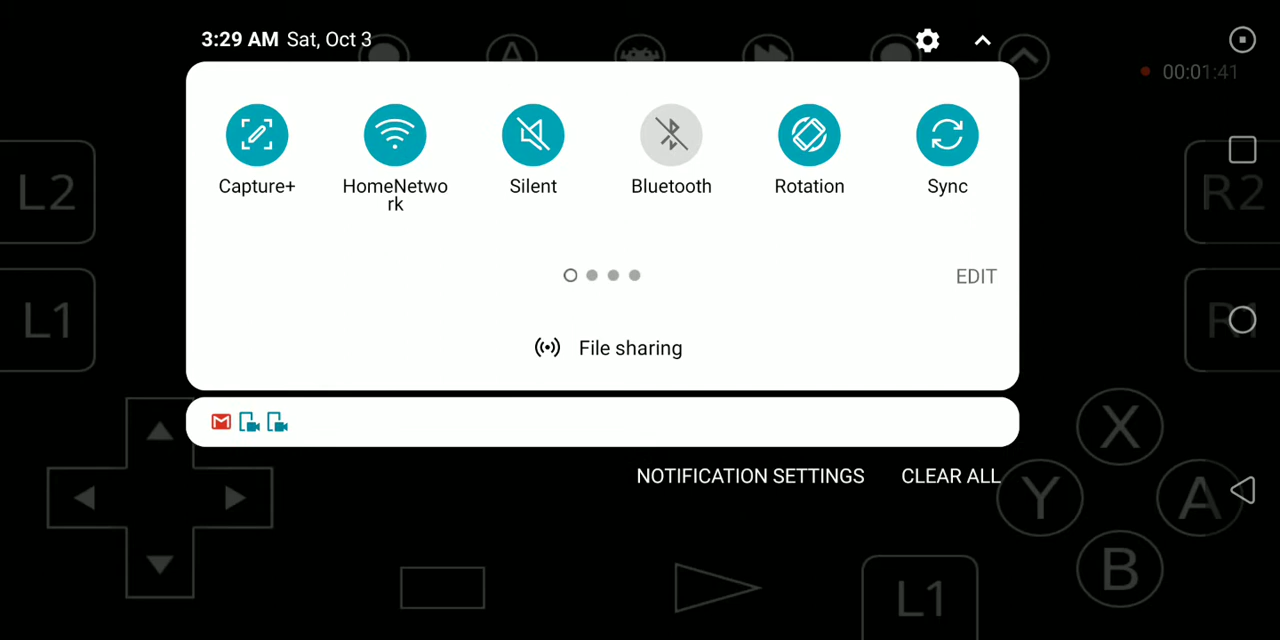 3:29 AM Sat, Oct 3
A
00:01:41
Capture+
HomeNetwo
rk
Silent
Bluetooth
Rotation
Sync
L2
R2
EDIT
L1
R1
File sharing
NOTIFICATION SETTINGS
CLEAR ALL
X
Y
A
B
L1